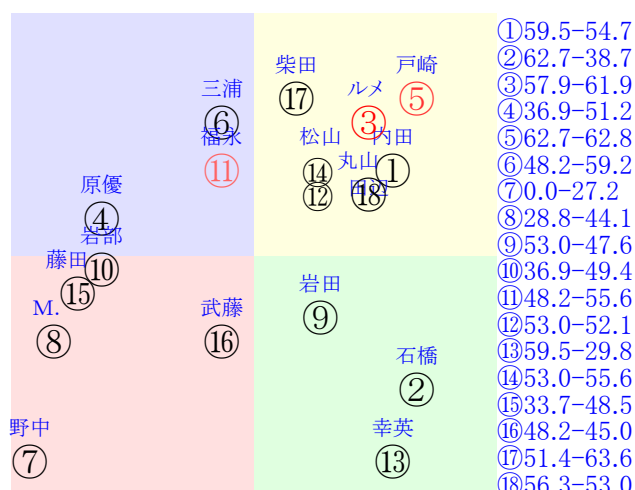 柴田
戸崎
三浦
ルメ
⑰
⑤
⑥
③
福永
松山
内田
丸山
⑪
⑭
①
原優
田辺
⑫
⑱
④
岩部
藤田
⑩
岩田
⑮
M.
武藤
⑨
⑧
⑯
石橋
②
野中
幸英
⑦
⑬
①59.5-54.7
②62.7-38.7
③57.9-61.9
④36.9-51.2
⑤62.7-62.8
⑥48.2-59.2
⑦0.0-27.2
⑧28.8-44.1
⑨53.0-47.6
⑩36.9-49.4
⑪48.2-55.6
⑫53.0-52.1
⑬59.5-29.8
⑭53.0-55.6
⑮33.7-48.5
⑯48.2-45.0
⑰51.4-63.6
⑱56.3-53.0